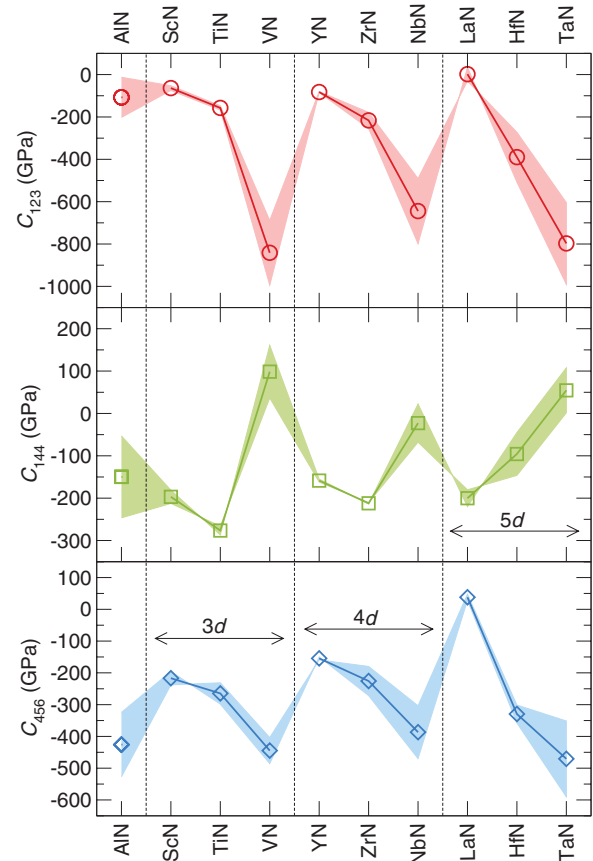 AlN ScN TiN VN YN ZrN NbN LaN HfN TaN
C123 (GPa)
0
-200
-400
-600
-800
-1000
C144 (GPa)
200
100
0
-100
-200
-300
5d
C456 (GPa)
100
0
-100
-200
-300
-400
-500
-600
3d
4d
AlN ScN TiN VN YN ZrN NbN LaN HfN TaN